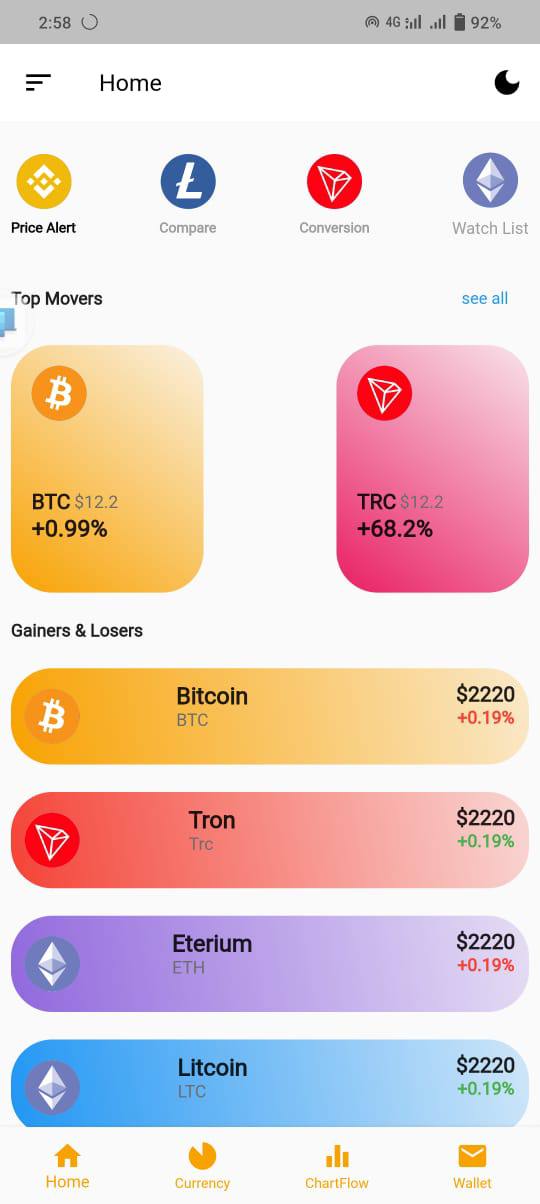 2:58 4G 92%
Home
Price Alert Compare Conversion Watch List
Top Movers see all
BTC $12.2 TRC $12.2
+0.99% +68.2%
Gainers & Losers
Bitcoin $2220
BTC +0.19%
Tron $2220
Trc +0.19%
Eterium $2220
ETH +0.19%
Litcoin $2220
LTC +0.19%
Home Currency ChartFlow Wallet